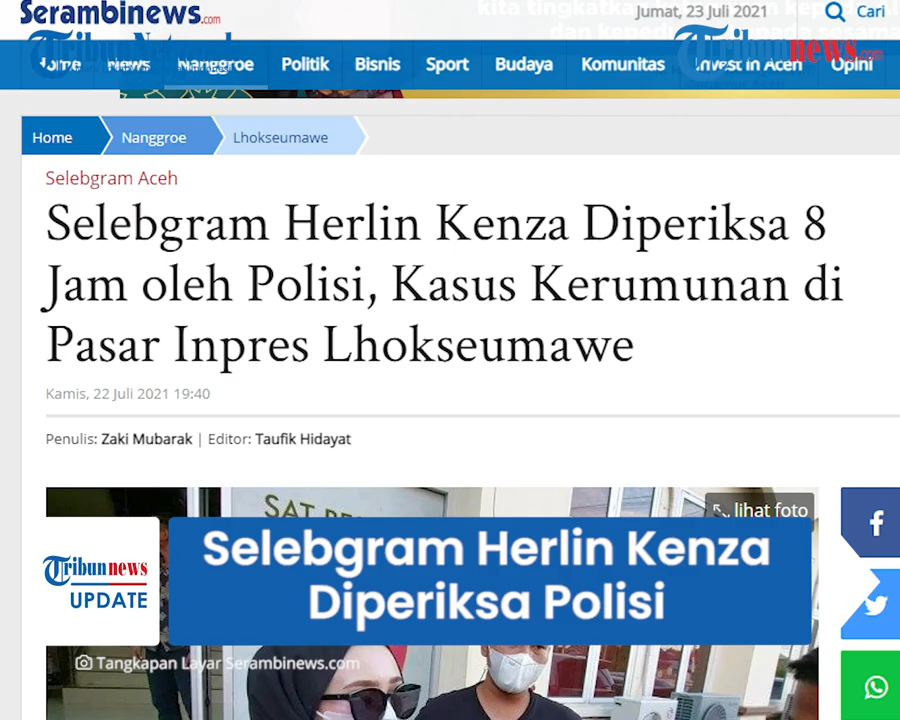 Serambinews.com
Jumat, 23 Juli 2021
Cari
Home News Nanggroe Politik Bisnis Sport Budaya Komunitas Invest in Aceh Opini
Tribunnews.com
Home
Nanggroe
Lhokseumawe
Selebgram Aceh
Selebgram Herlin Kenza Diperiksa 8
Jam oleh Polisi, Kasus Kerumunan di
Pasar Inpres Lhokseumawe
Kamis, 22 Juli 2021 19:40
Penulis: Zaki Mubarak | Editor: Taufik Hidayat
SAT
lihat foto
Tribunnews
UPDATE
Selebgram Herlin Kenza
Diperiksa Polisi
Tangkapan Layar Serambinews.com